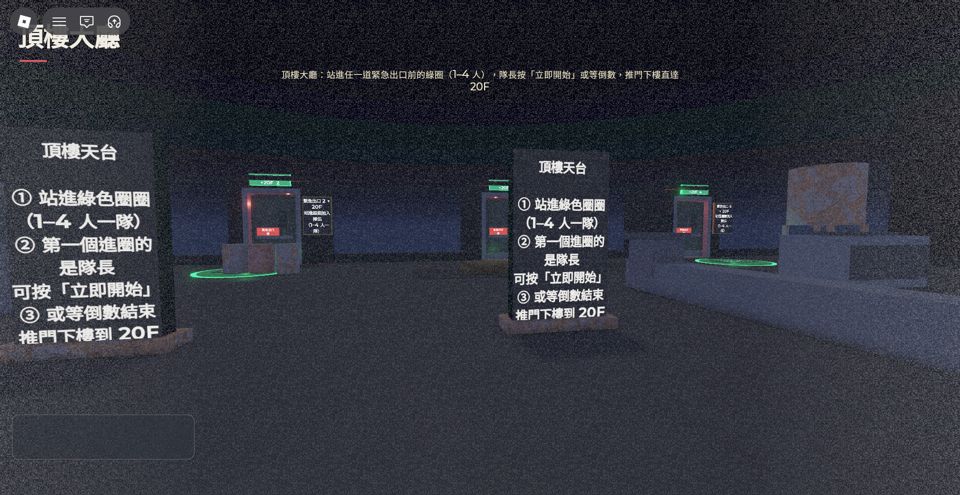 頂樓大廳
頂樓大廳：站進任一道緊急出口前的綠圈（1–4 人），隊長按「立即開始」或等倒數，推門下樓直達
20F
頂樓天台
① 站進綠色圈圈
（1–4 人一隊）
② 第一個進圈的
是隊長
可按「立即開始」
③ 或等倒數結束
推門下樓到 20F
頂樓天台
① 站進綠色圈圈
（1–4 人一隊）
② 第一個進圈的
是隊長
可按「立即開始」
③ 或等倒數結束
推門下樓到 20F
緊急出口 2 →
20F